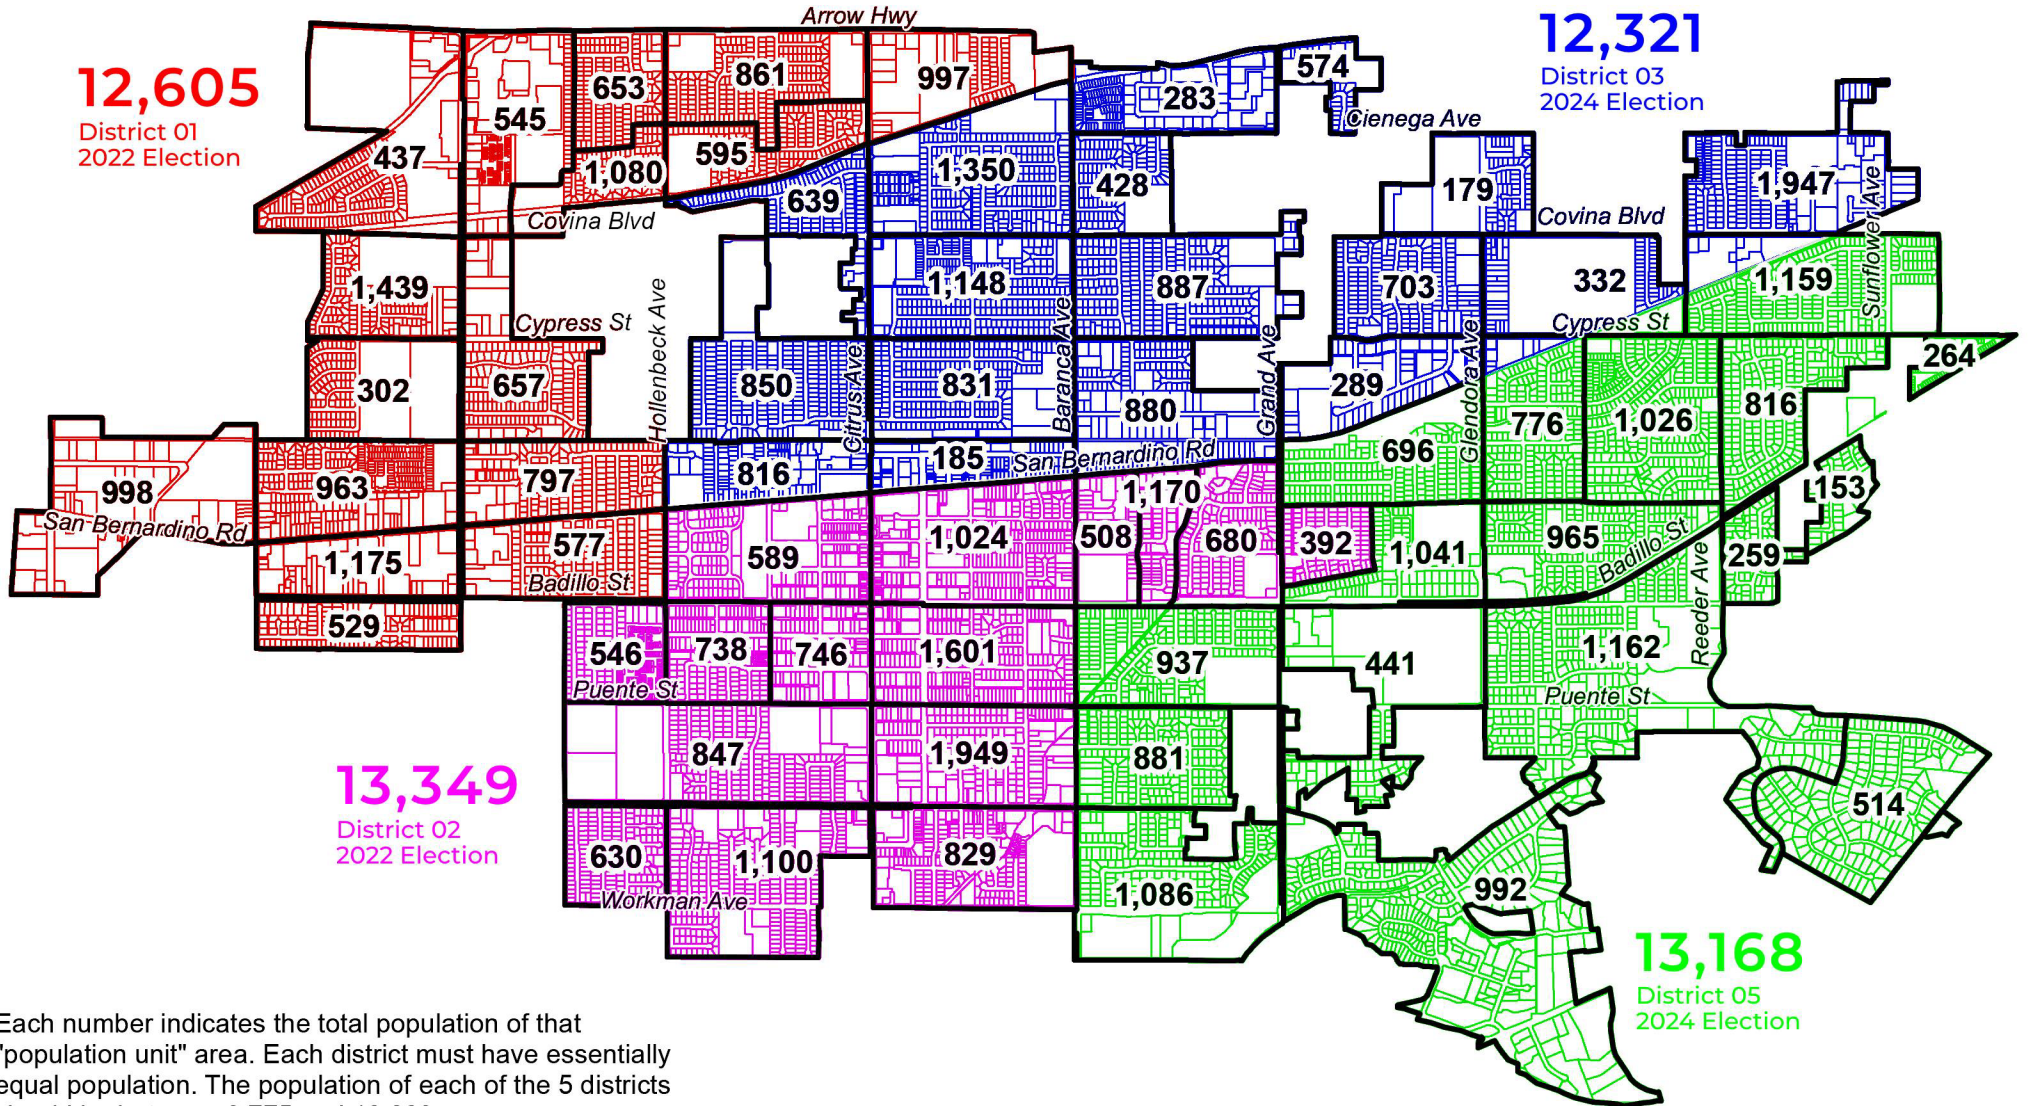 Arrow Hwy
12,605
District 01
2022 Election
12,321
District 03
2024 Election
653
861
997
574
283
545
Cienega Ave
437
1,080
595
1,350
428
179
1,947
639
Covina Blvd
Covina Blvd
Sunflower Ave
1,439
Hollenbeck Ave
1,148
887
703
332
1,159
Baranca Ave
Cypress St
Cypress St
Grand Ave
Glendora Ave
264
302
657
850
Citrus Ave
831
880
289
776
1,026
816
696
998
963
797
816
185
San Bernardino Rd
1,170
153
San Bernardino Rd
1,175
577
589
1,024
508
680
392
1,041
965
Badillo St
259
Badillo St
Reeder Ave
529
546
738
746
1,601
937
441
1,162
Puente St
Puente St
847
1,949
881
13,349
District 02
2022 Election
514
630
1,100
829
1,086
992
Workman Ave
13,168
District 05
2024 Election
Each number indicates the total population of that
"population unit" area. Each district must have essentially
equal population. The population of each of the 5 districts